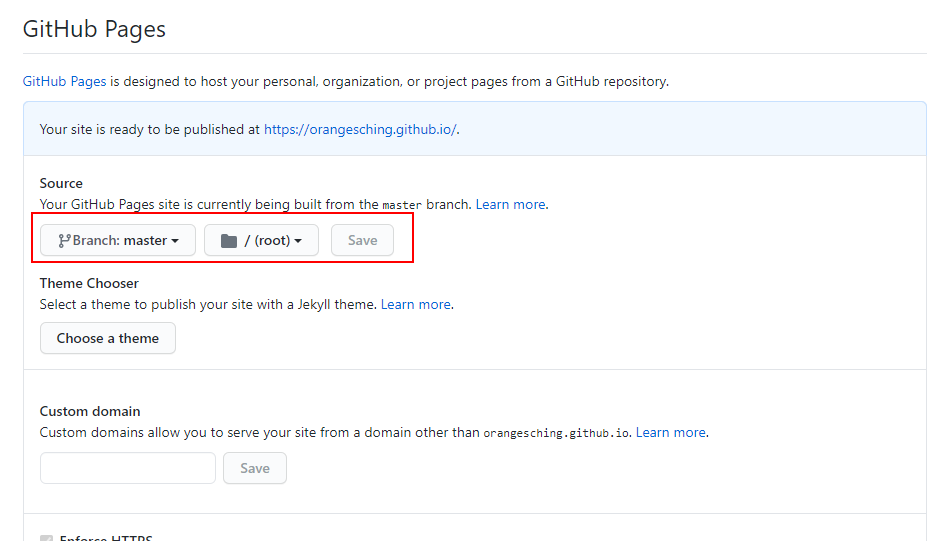 GitHub Pages
GitHub Pages is designed to host your personal, organization, or project pages from a GitHub repository.
Your site is ready to be published at https://orangesching.github.io/.
Source
Your GitHub Pages site is currently being built from the master branch. Learn more.
Branch: master / (root) Save
Theme Chooser
Select a theme to publish your site with a Jekyll theme. Learn more.
Choose a theme
Custom domain
Custom domains allow you to serve your site from a domain other than orangesching.github.io. Learn more.
Save
Enforce HTTPS